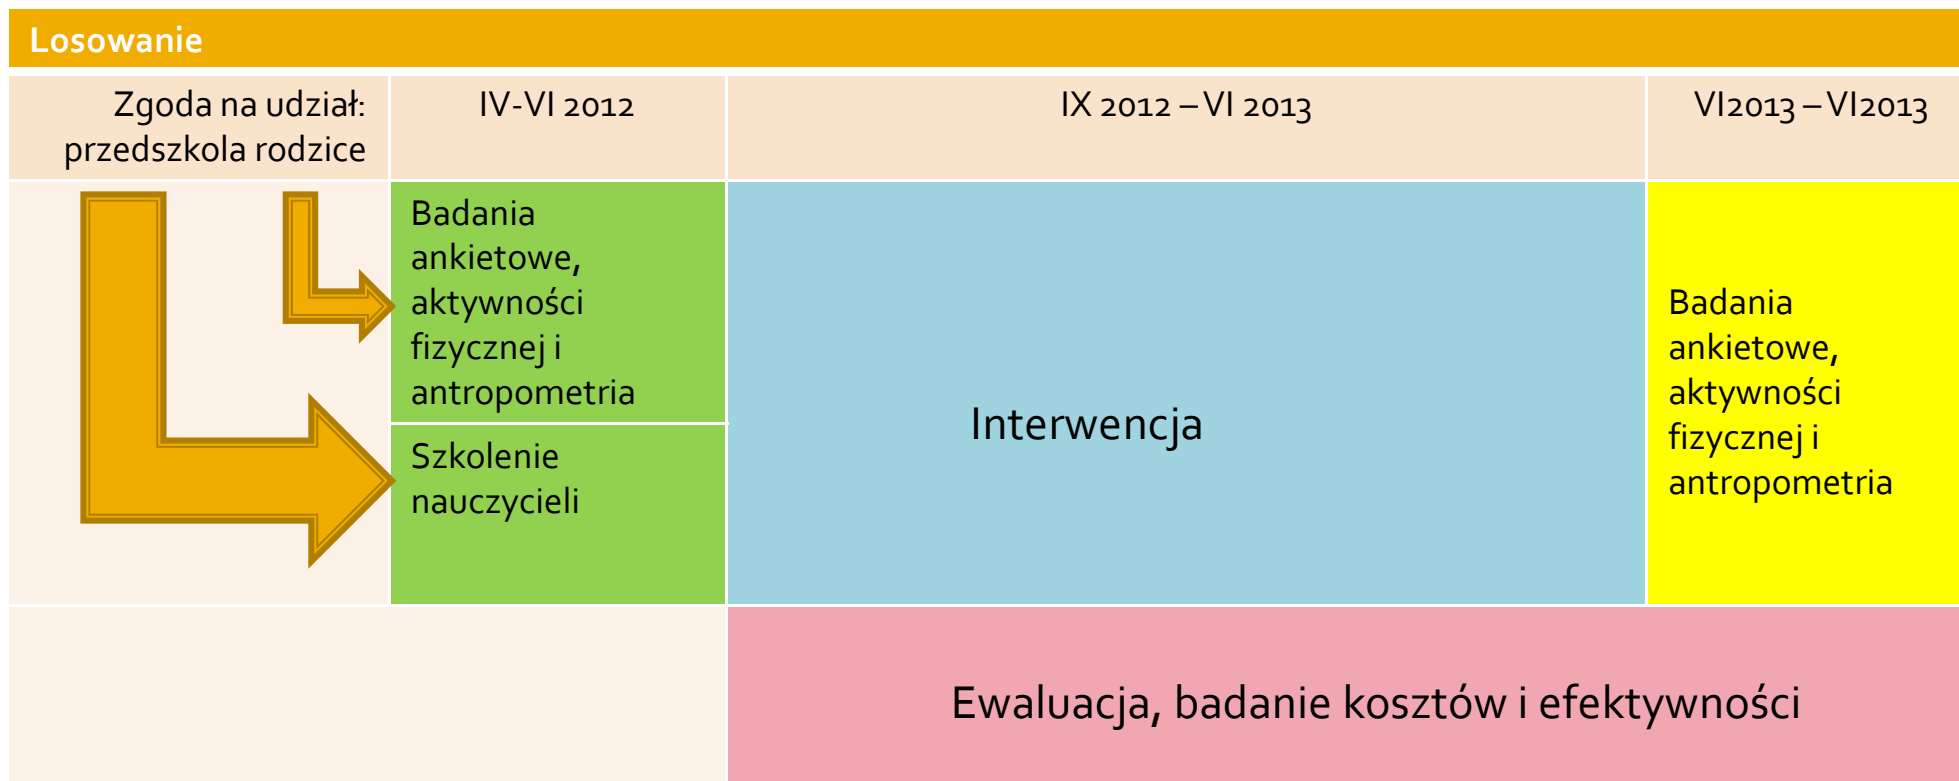 Losowanie
Zgoda na udział:
przedszkola rodzice
IV-VI 2012
IX 2012 – VI 2013
VI2013 – VI2013
Badania
ankietowe,
aktywności
fizycznej i
antropometria
Szkolenie
nauczycieli
Interwencja
Badania
ankietowe,
aktywności
fizycznej i
antropometria
Ewaluacja, badanie kosztów i efektywności